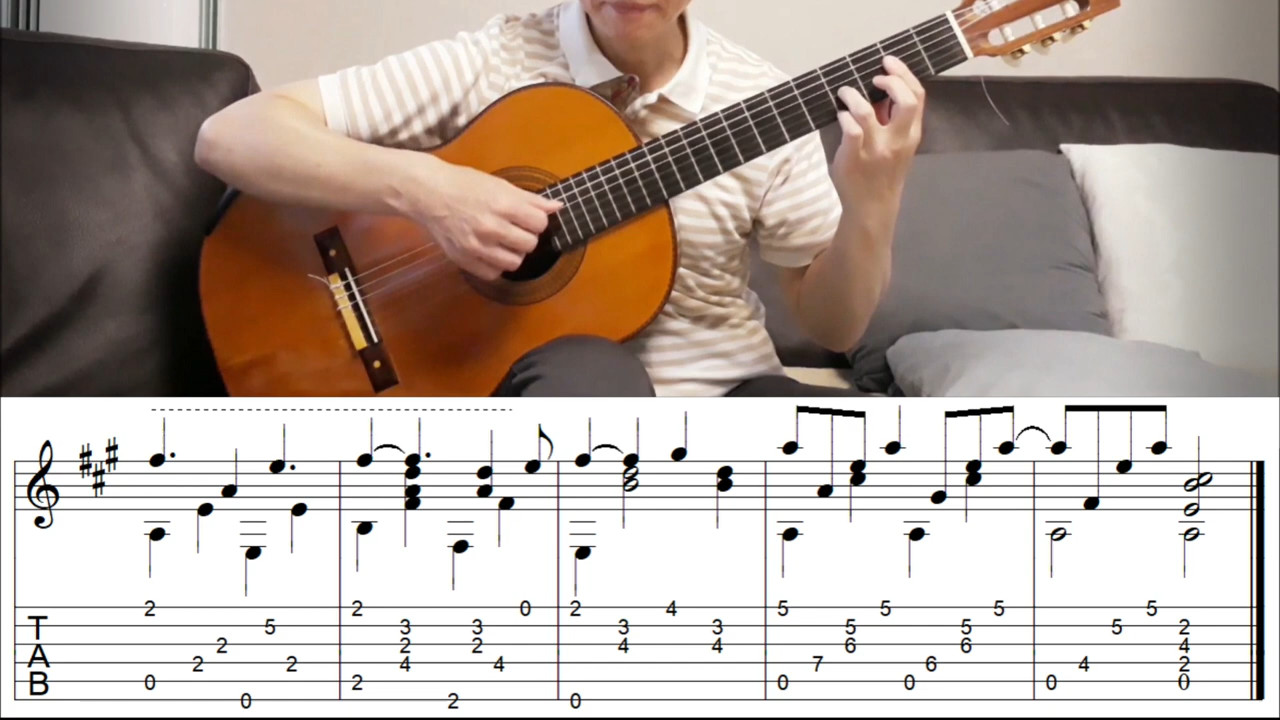 2 2 0 2 4 5 5 5 5
T 5 3 3 3 3 5 5 5 2
2 2 2 4 4 6 6 4
A 2 2 4 4 7 6 4 2
B 0 2 0 0 0 0
0 2 0